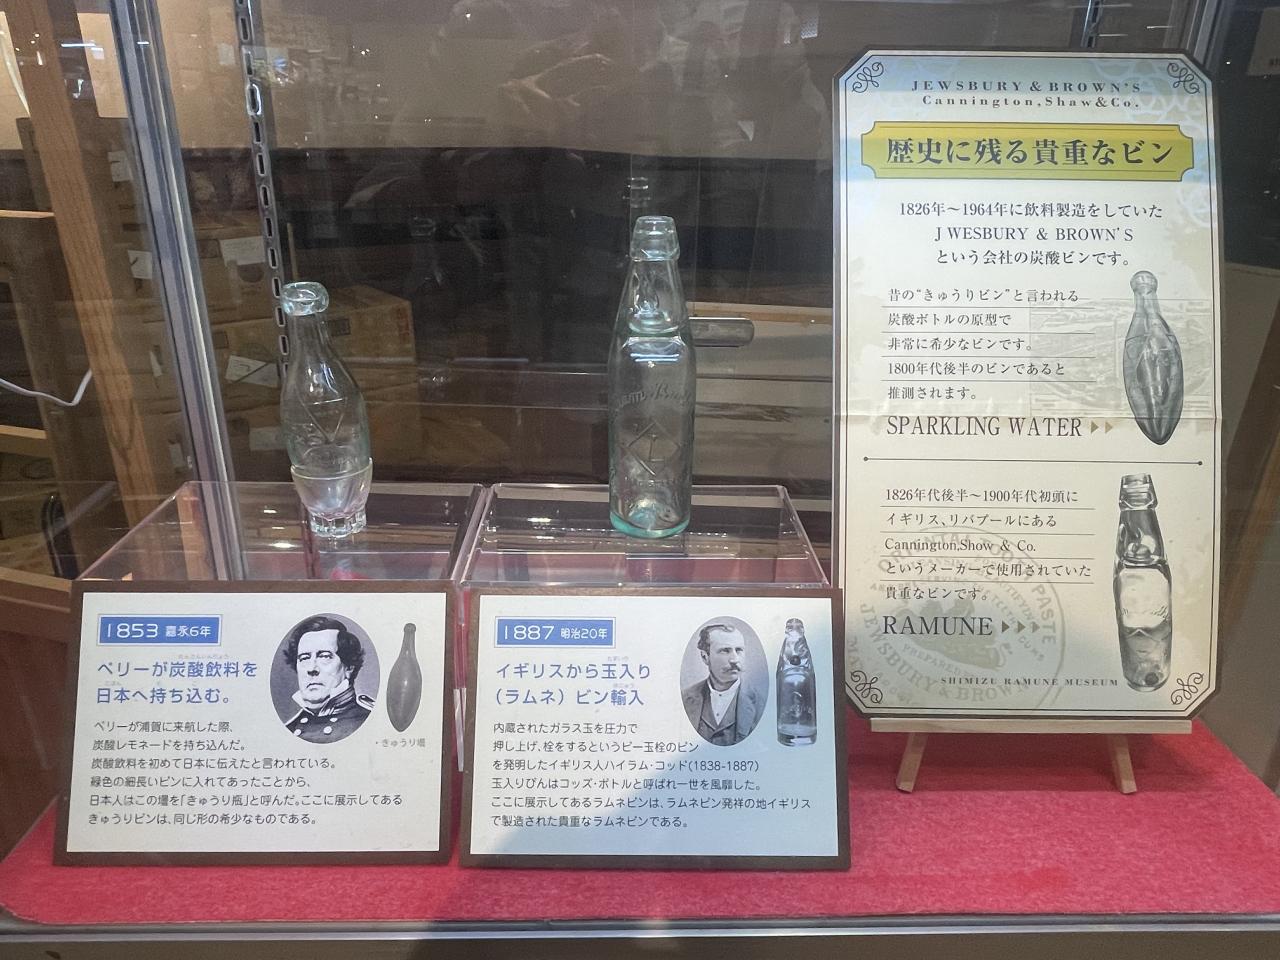 JEWSBURY & BROWN'S
Cannington,Shaw&Co.
歴史に残る貴重なビン
1826年～1964年に飲料製造をしていた
J WESBURY & BROWN'S
という会社の炭酸ビンです。
昔の"きゅうりビン"と言われる
炭酸ボトルの原型で
非常に希少なビンです。
1800年代後半のビンであると
推測されます。
SPARKLING WATER
1826年代後半～1900年代初頭に
イギリス、リバプールにある
Cannington,Show & Co.
というメーカーで使用されていた
貴重なビンです。
RAMUNE
SHIMIZU RAMUNE MUSEUM
1853 嘉永6年
ペリーが炭酸飲料を
日本へ持ち込む。
・きゅうり壜
ペリーが浦賀に来航した際、
炭酸レモネードを持ち込んだ。
炭酸飲料を初めて日本に伝えたと言われている。
緑色の細長いビンに入れてあったことから、
日本人はこの壜を「きゅうり瓶」と呼んだ。ここに展示してある
きゅうりビンは、同じ形の希少なものである。
1887 明治20年
イギリスから玉入り
（ラムネ）ビン輸入
内蔵されたガラス玉を圧力で
押し上げ、栓をするというビー玉栓のビン
を発明したイギリス人ハイラム・コッド(1838-1887)
玉入りびんはコッズ・ボトルと呼ばれ一世を風靡した。
ここに展示してあるラムネビンは、ラムネビン発祥の地イギリス
で製造された貴重なラムネビンである。